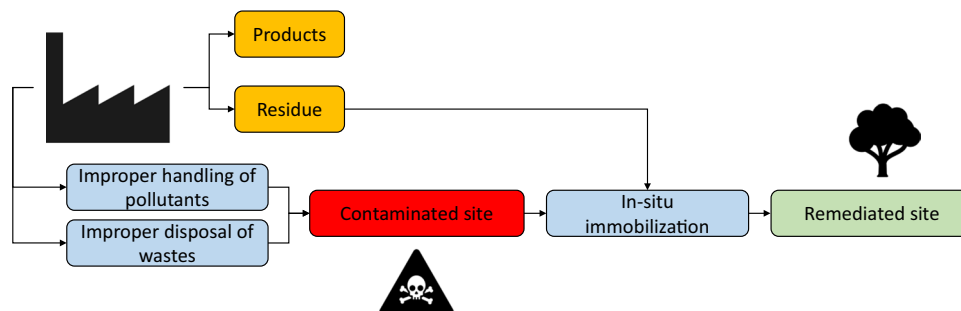 Products
Residue
Improper handling of
pollutants
Improper disposal of
wastes
Contaminated site
In-situ
immobilization
Remediated site